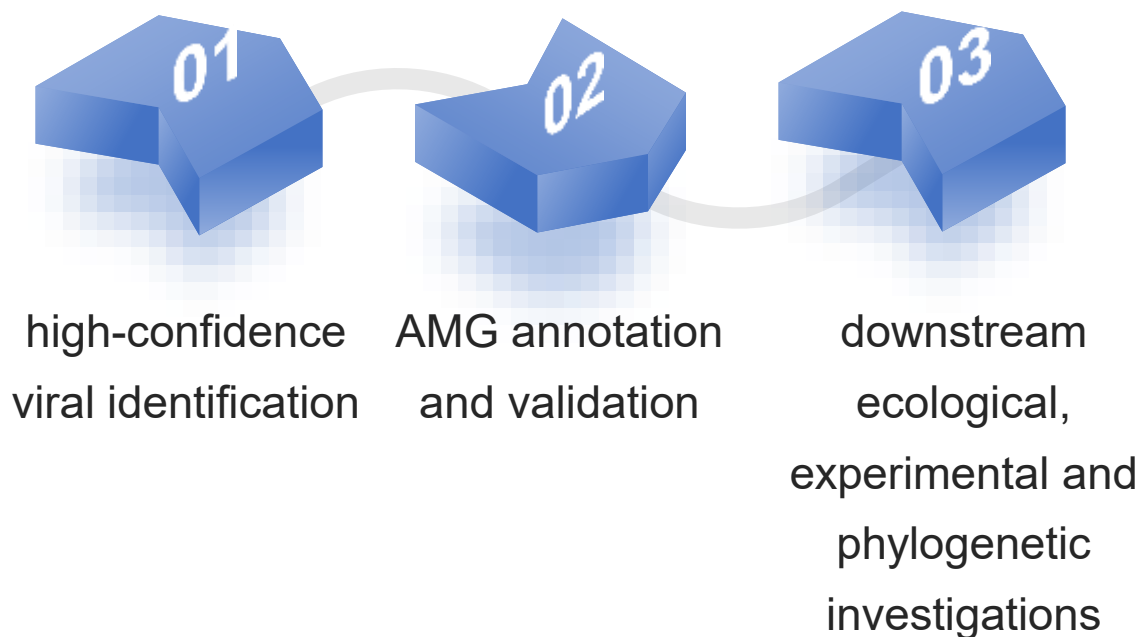 01
02
03
high-confidence
viral identification
AMG annotation
and validation
downstream
ecological,
experimental and
phylogenetic
investigations